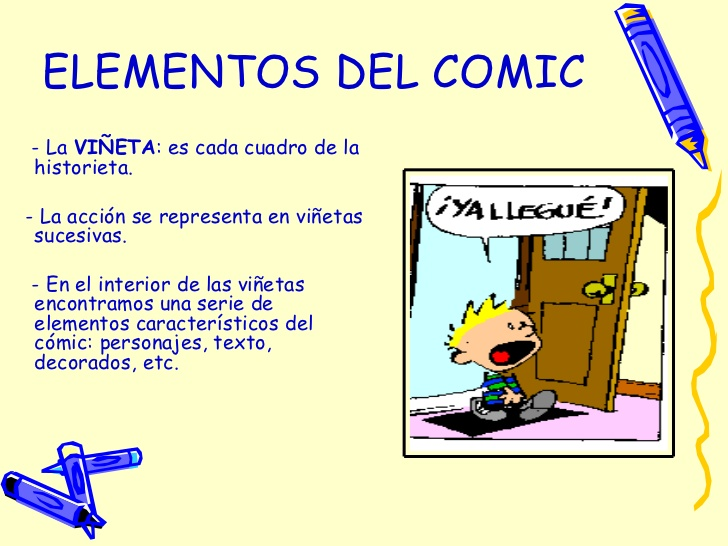 ELEMENTOS DEL COMIC
- La VIÑETA: es cada cuadro de la
historieta.
- La acción se representa en viñetas
sucesivas.
- En el interior de las viñetas
encontramos una serie de
elementos característicos del
cómic: personajes, texto,
decorados, etc.
¡YA LLEGUÉ!